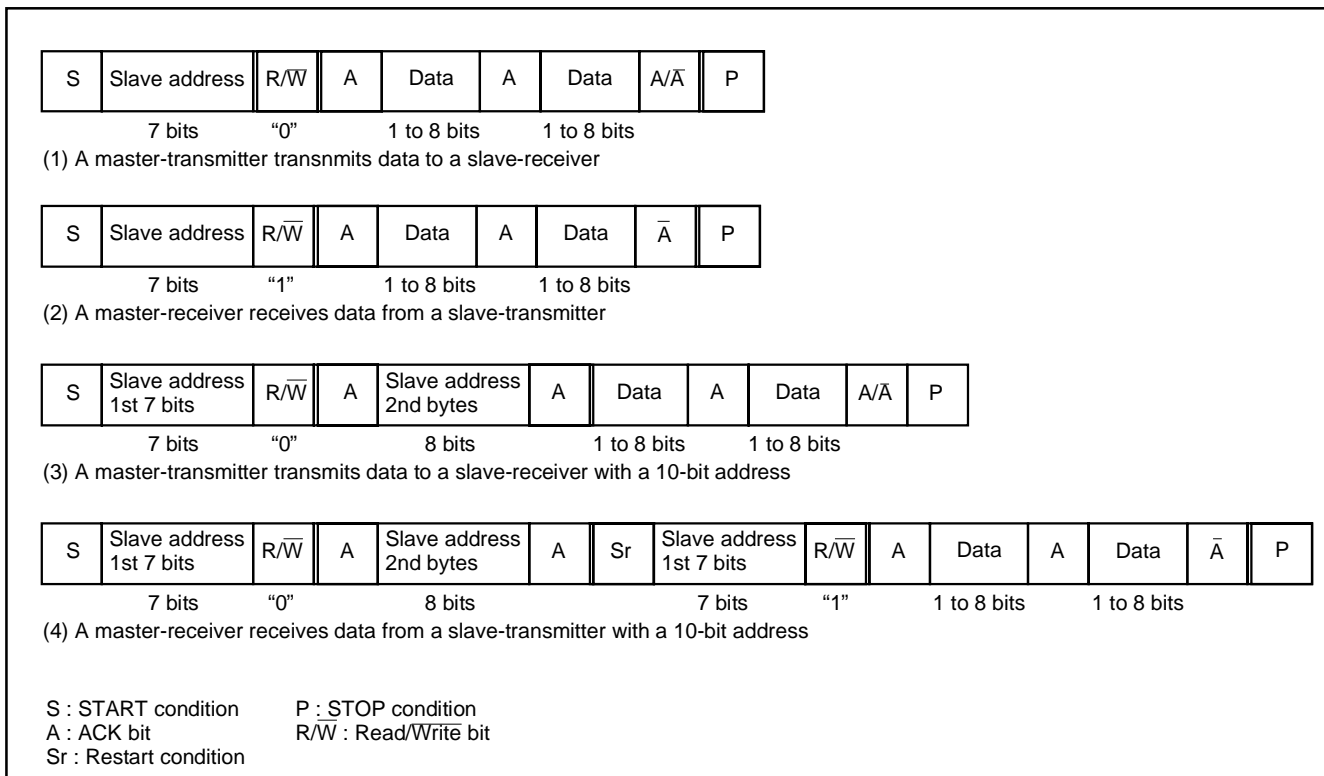 S Slave address R/W̅ A Data A Data A/A̅ P
7 bits “0” 1 to 8 bits 1 to 8 bits
(1) A master-transmitter transnmits data to a slave-receiver
S Slave address R/W̅ A Data A Data A̅ P
7 bits “1” 1 to 8 bits 1 to 8 bits
(2) A master-receiver receives data from a slave-transmitter
S Slave address 1st 7 bits R/W̅ A Slave address 2nd bytes A Data A Data A/A̅ P
7 bits “0” 8 bits 1 to 8 bits 1 to 8 bits
(3) A master-transmitter transmits data to a slave-receiver with a 10-bit address
S Slave address 1st 7 bits R/W̅ A Slave address 2nd bytes A Sr Slave address 1st 7 bits R/W̅ A Data A Data A̅ P
7 bits “0” 8 bits 7 bits “1” 1 to 8 bits 1 to 8 bits
(4) A master-receiver receives data from a slave-transmitter with a 10-bit address
S : START condition P : STOP condition
A : ACK bit R/W̅ : Read/W̅r̅i̅t̅e̅ bit
Sr : Restart condition